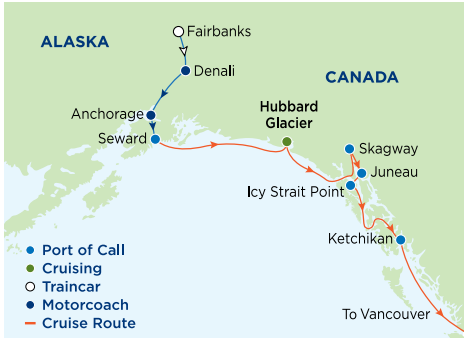 Fairbanks
ALASKA
Denali
CANADA
Hubbard
Glacier
Anchorage
Seward
Skagway
Juneau
Icy Strait Point
Ketchikan
Port of Call
Cruising
Traincar
Motorcoach
Cruise Route
To Vancouver